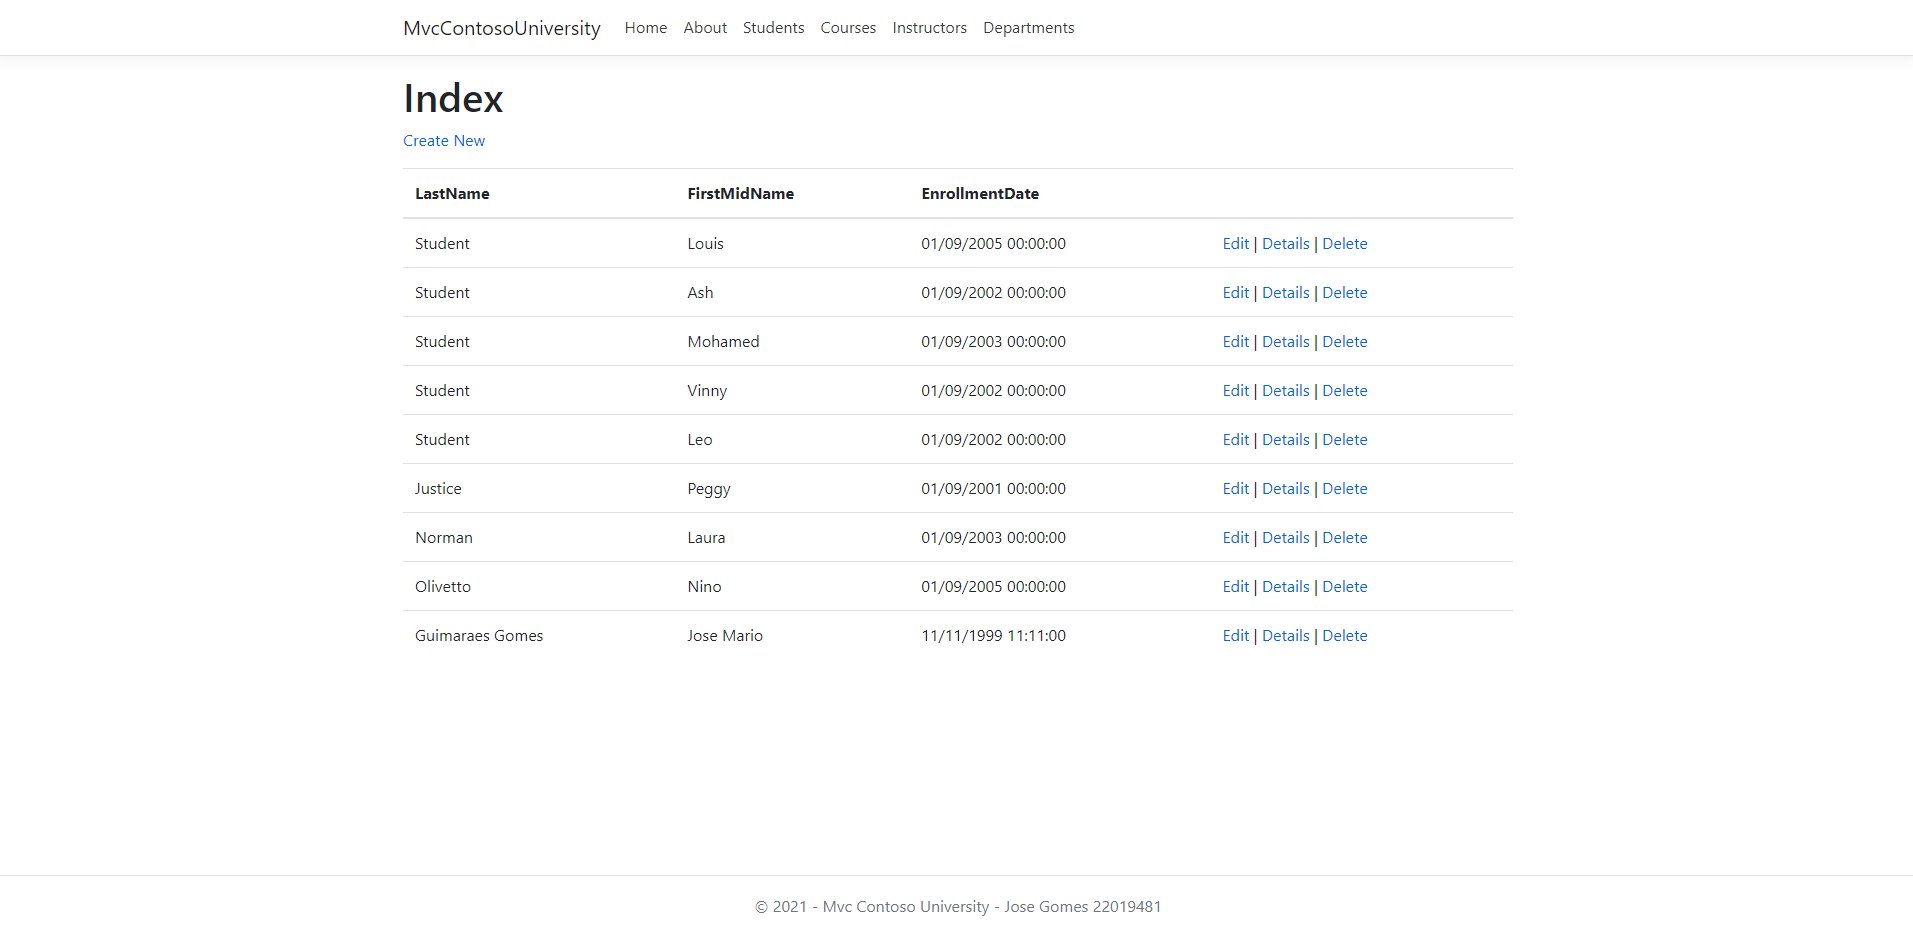 MvcContosoUniversity Home About Students Courses Instructors Departments
Index
Create New
LastName FirstMidName EnrollmentDate
Student Louis 01/09/2005 00:00:00 Edit | Details | Delete
Student Ash 01/09/2002 00:00:00 Edit | Details | Delete
Student Mohamed 01/09/2003 00:00:00 Edit | Details | Delete
Student Vinny 01/09/2002 00:00:00 Edit | Details | Delete
Student Leo 01/09/2002 00:00:00 Edit | Details | Delete
Justice Peggy 01/09/2001 00:00:00 Edit | Details | Delete
Norman Laura 01/09/2003 00:00:00 Edit | Details | Delete
Olivetto Nino 01/09/2005 00:00:00 Edit | Details | Delete
Guimaraes Gomes Jose Mario 11/11/1999 11:11:00 Edit | Details | Delete
© 2021 - Mvc Contoso University - Jose Gomes 22019481